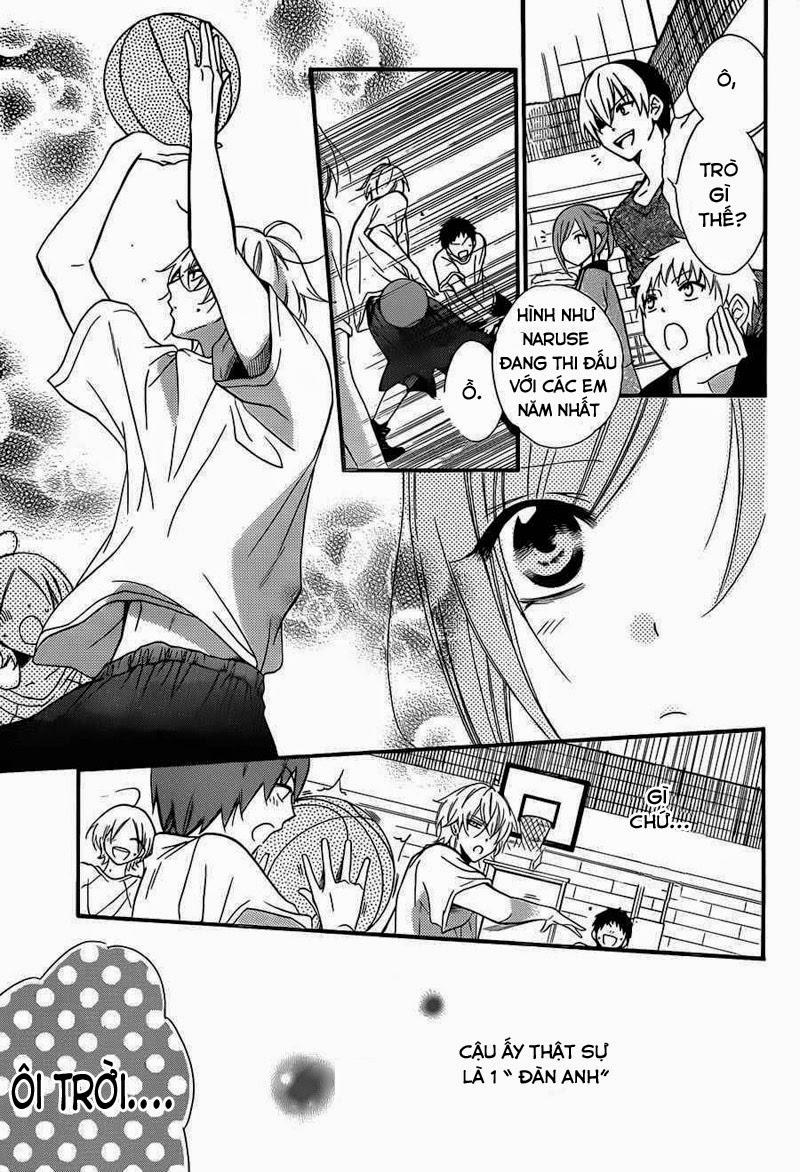 Ô,
TRÒ
GÌ
THẾ?
HÌNH NHƯ
NARUSE
ĐANG THI ĐẤU
VỚI CÁC EM
NĂM NHẤT
Ồ.
GÌ
CHỨ...
CẬU ẤY THẬT SỰ
LÀ 1 “ ĐÀN ANH”
ÔI TRỜI....